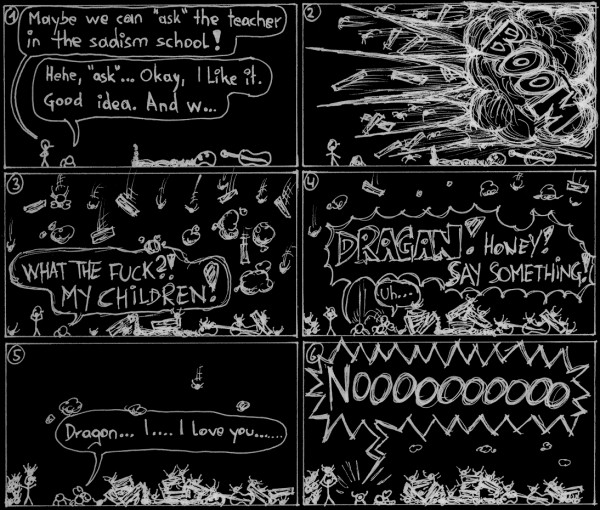 1
Maybe we can "ask" the teacher
in the sadism school!
Hehe, "ask"... Okay, I Like it.
Good idea. And w...
2
BOOM
3
WHAT THE FUCK?!
MY CHILDREN!
4
DRAGAN! HONEY!
SAY SOMETHING!
Uh...
5
Dragon... I.... I love you.......
6
NOOOOOOOOOOO